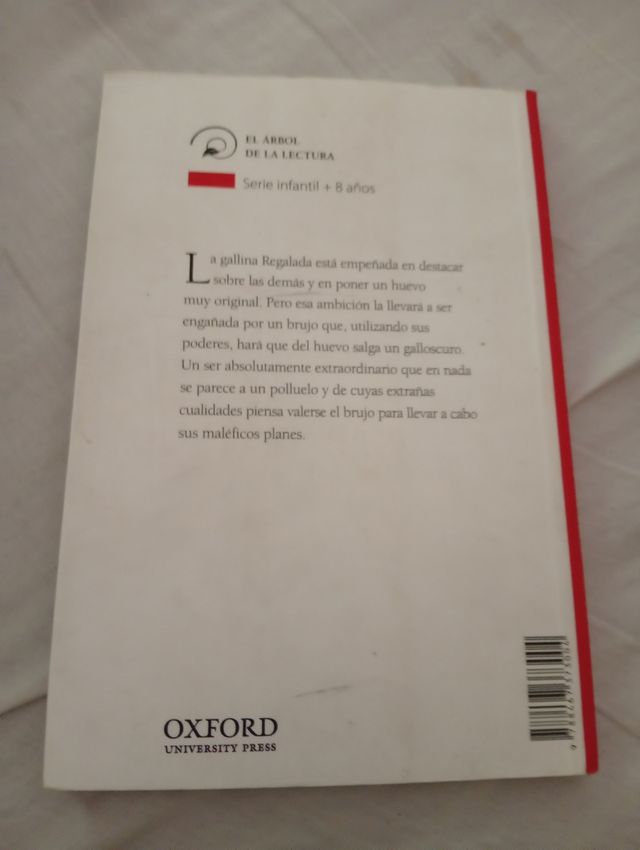 EL ÁRBOL
DE LA LECTURA
Serie infantil + 8 años
La gallina Regalada está empeñada en destacar
sobre las demás y en poner un huevo
muy original. Pero esa ambición la llevará a ser
engañada por un brujo que, utilizando sus
poderes, hará que del huevo salga un galloscuro.
Un ser absolutamente extraordinario que en nada
se parece a un polluelo y de cuyas extrañas
cualidades piensa valerse el brujo para llevar a cabo
sus maléficos planes.
OXFORD
UNIVERSITY PRESS